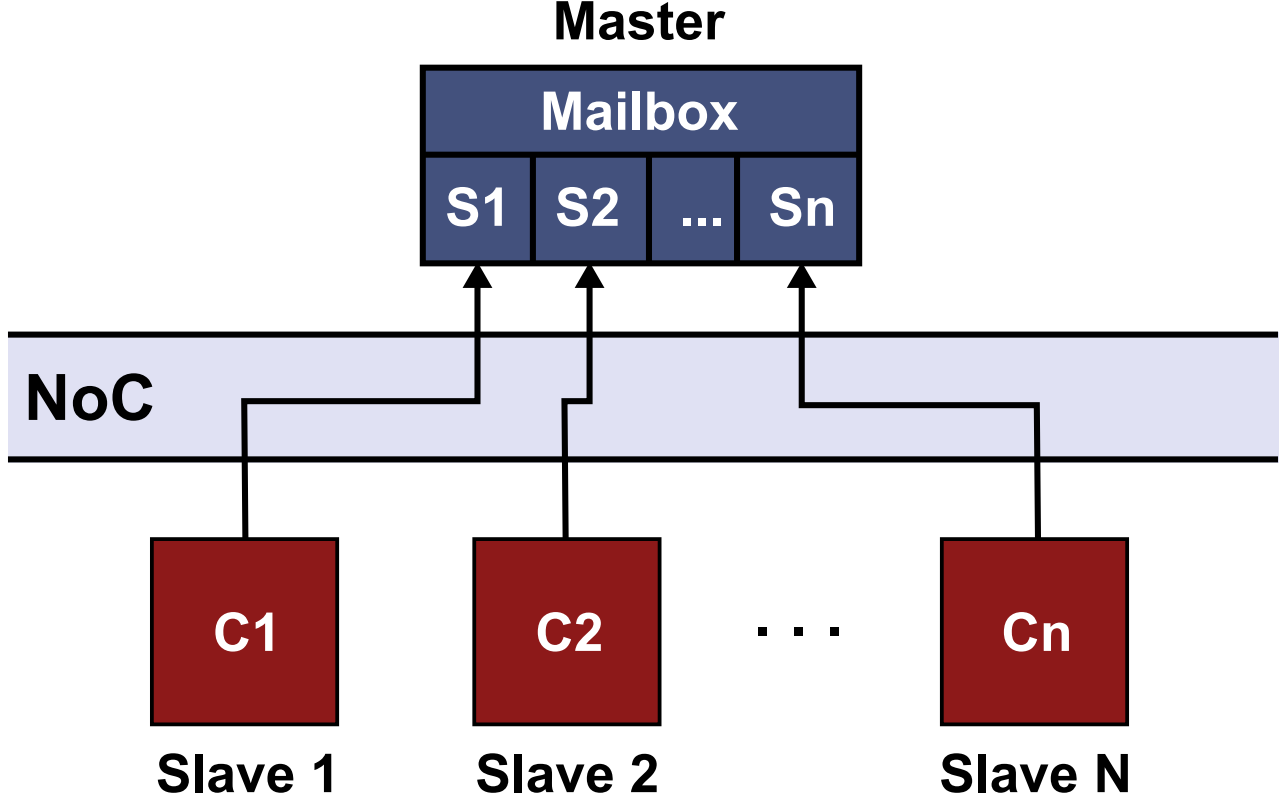 Master
Mailbox
S1 S2 ... Sn
NoC
C1 C2 . . . Cn
Slave 1 Slave 2 Slave N